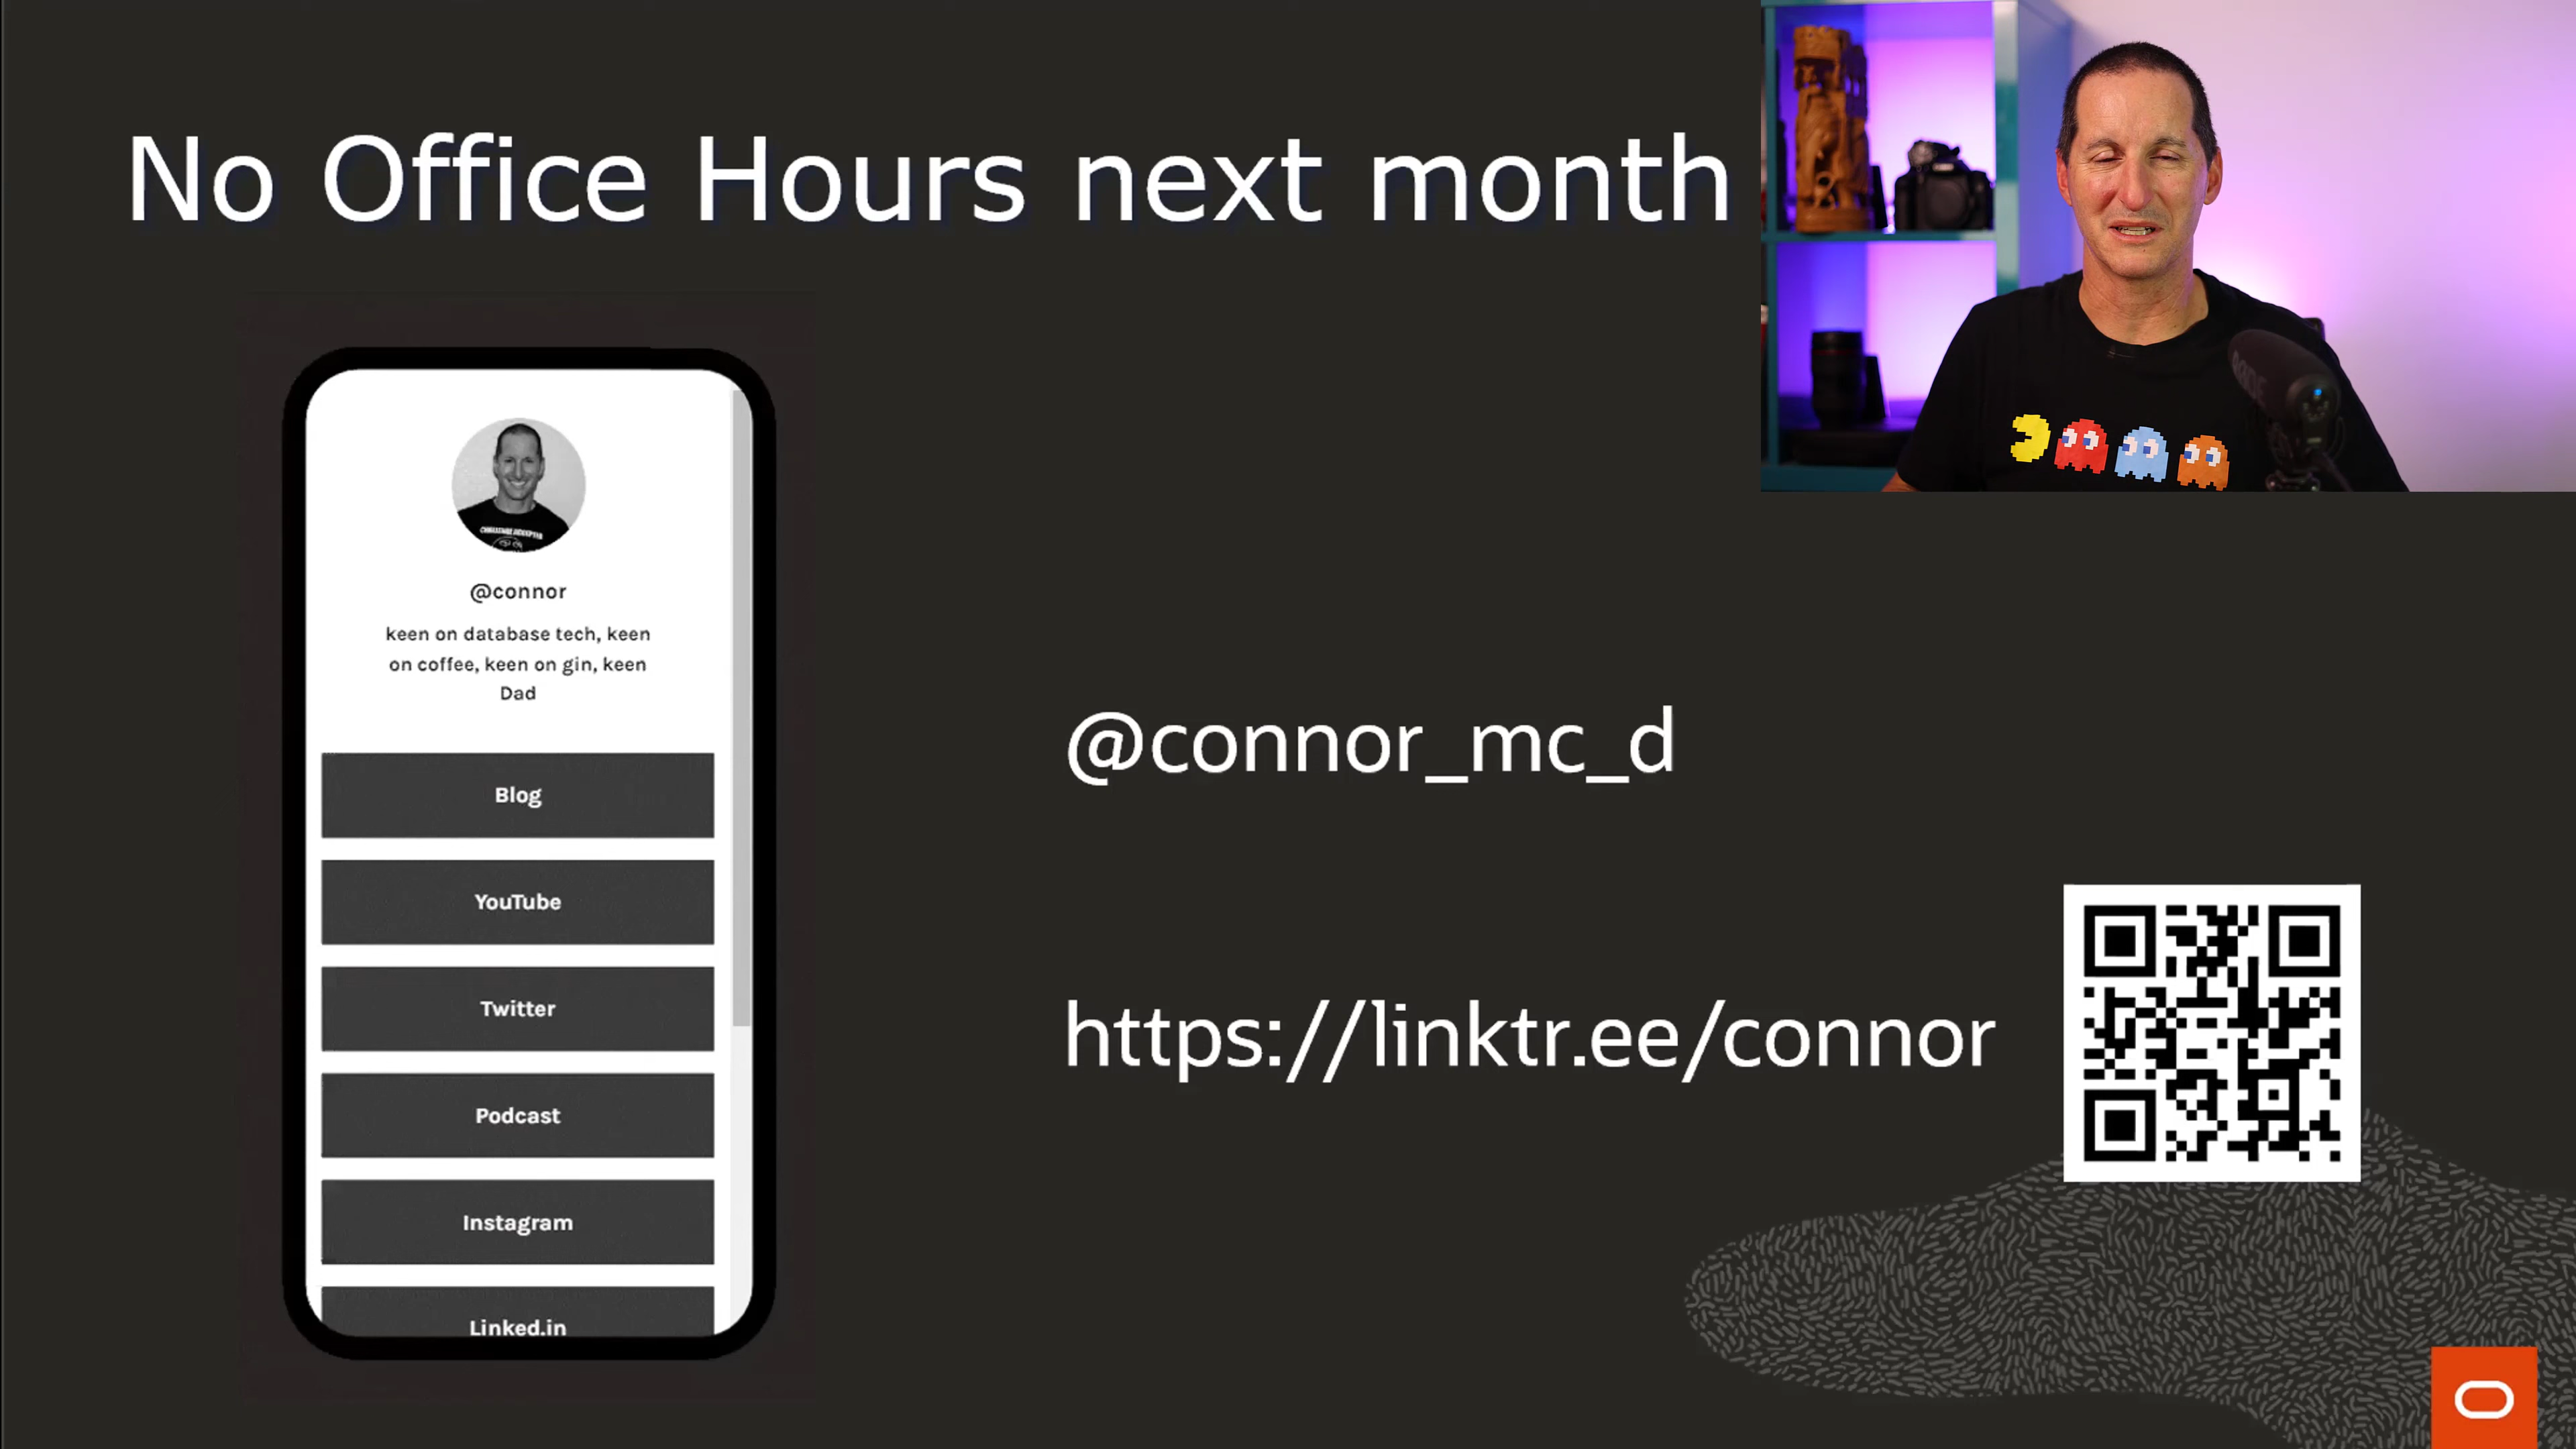 No Office Hours next month
@connor
keen on database tech, keen
on coffee, keen on gin, keen
Dad
Blog
YouTube
Twitter
Podcast
Instagram
Linked.in
@connor_mc_d
https://linktr.ee/connor
RODE